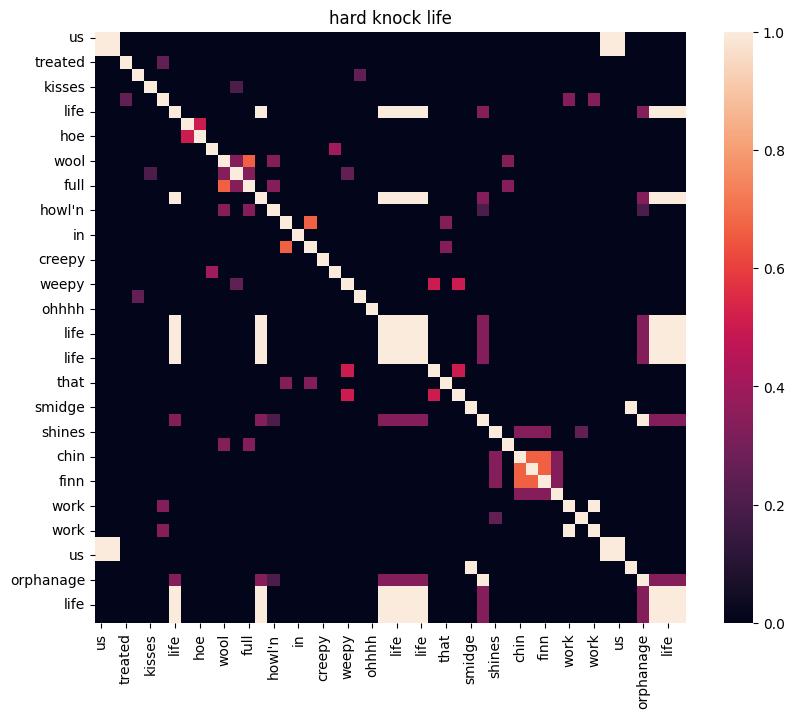 hard knock life
us
treated
kisses
life
hoe
wool
full
howl'n
in
creepy
weepy
ohhhh
life
life
that
smidge
shines
chin
finn
work
work
us
orphanage
life
us
treated
kisses
life
hoe
wool
full
howl'n
in
creepy
weepy
ohhhh
life
life
that
smidge
shines
chin
finn
work
work
us
orphanage
life
1.0
0.8
0.6
0.4
0.2
0.0